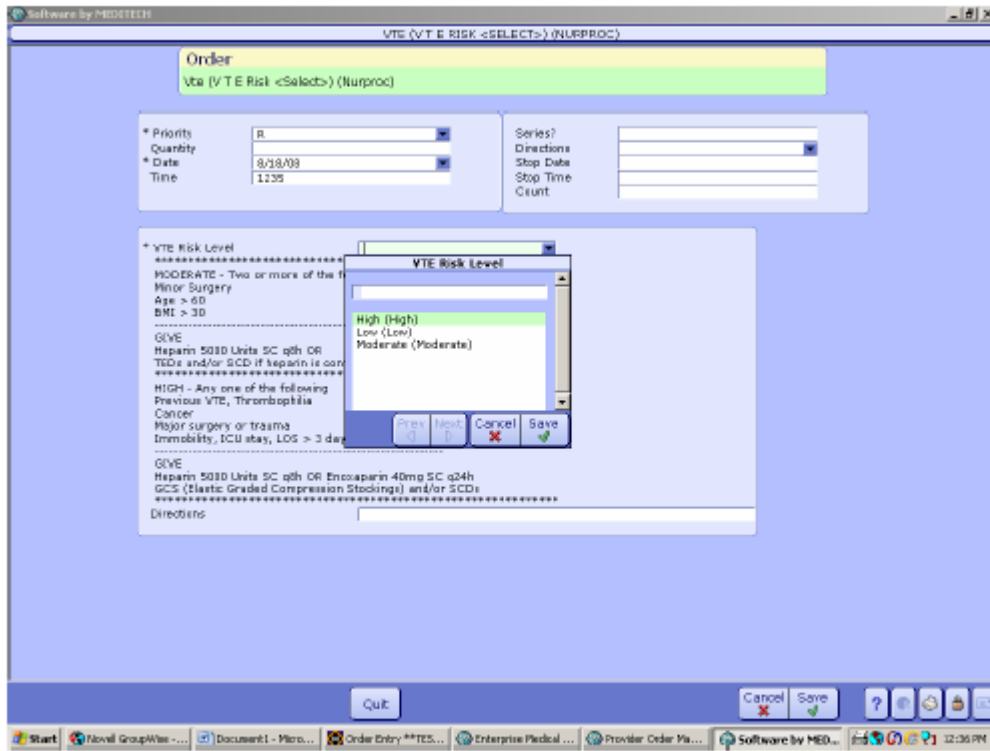 Software by MEDITECH
VTE (V T E RISK <SELECT>) (NURPROC)
Order
Vte (V T E Risk <Select>) (Nurproc)
* Priority R
Quantity
* Date 8/18/08
Time 1235
Series?
Directions
Stop Date
Stop Time
Count
* VTE Risk Level
MODERATE - Two or more of the f
Minor Surgery
Age > 60
BMI > 30
GIVE
Heparin 5000 Units SC q8h OR
TEDs and/or SCD if heparin is con
HIGH - Any one of the following
Previous VTE, Thrombophilia
Cancer
Major surgery or trauma
Immobility, ICU stay, LOS > 3 day
GIVE
Heparin 5000 Units SC q8h OR Enoxaparin 40mg SC q24h
GCS (Elastic Graded Compression Stockings) and/or SCDs
Directions
VTE Risk Level
High (High)
Low (Low)
Moderate (Moderate)
Prev Next Cancel Save
Quit
Cancel Save
?
Start Novell GroupWise -... Document1 - Micro... Order Entry **TES... Enterprise Medical ... Provider Order Ma... Software by MED... 12:36 PM